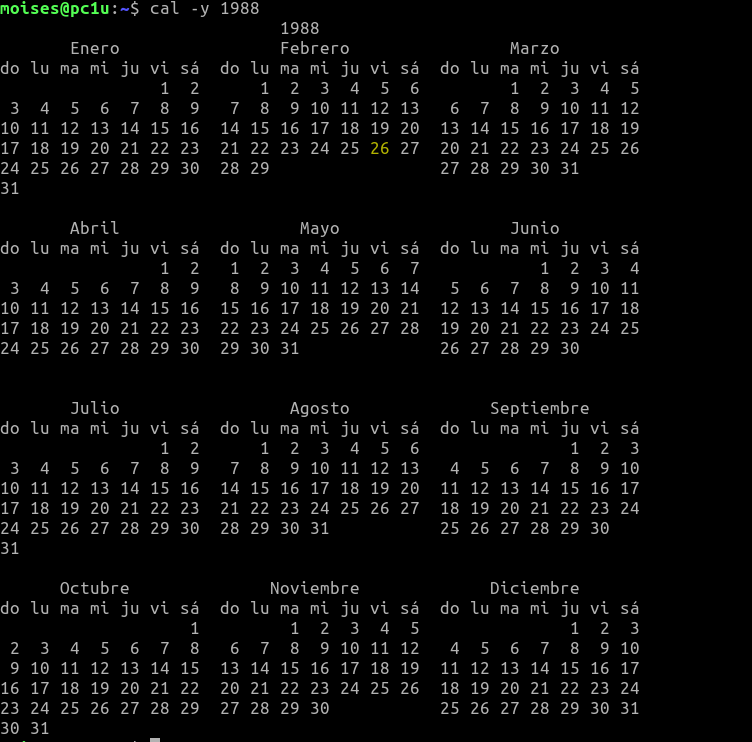 moises@pc1u:~$ cal -y 1988
                            1988
       Enero                Febrero                Marzo
do lu ma mi ju vi sá  do lu ma mi ju vi sá  do lu ma mi ju vi sá
                1  2      1  2  3  4  5  6         1  2  3  4  5
 3  4  5  6  7  8  9   7  8  9 10 11 12 13   6  7  8  9 10 11 12
10 11 12 13 14 15 16  14 15 16 17 18 19 20  13 14 15 16 17 18 19
17 18 19 20 21 22 23  21 22 23 24 25 26 27  20 21 22 23 24 25 26
24 25 26 27 28 29 30  28 29                 27 28 29 30 31
31
       Abril                  Mayo                 Junio
do lu ma mi ju vi sá  do lu ma mi ju vi sá  do lu ma mi ju vi sá
                1  2   1  2  3  4  5  6  7            1  2  3  4
 3  4  5  6  7  8  9   8  9 10 11 12 13 14   5  6  7  8  9 10 11
10 11 12 13 14 15 16  15 16 17 18 19 20 21  12 13 14 15 16 17 18
17 18 19 20 21 22 23  22 23 24 25 26 27 28  19 20 21 22 23 24 25
24 25 26 27 28 29 30  29 30 31              26 27 28 29 30
       Julio                 Agosto              Septiembre
do lu ma mi ju vi sá  do lu ma mi ju vi sá  do lu ma mi ju vi sá
                1  2      1  2  3  4  5  6               1  2  3
 3  4  5  6  7  8  9   7  8  9 10 11 12 13   4  5  6  7  8  9 10
10 11 12 13 14 15 16  14 15 16 17 18 19 20  11 12 13 14 15 16 17
17 18 19 20 21 22 23  21 22 23 24 25 26 27  18 19 20 21 22 23 24
24 25 26 27 28 29 30  28 29 30 31           25 26 27 28 29 30
31
      Octubre              Noviembre             Diciembre
do lu ma mi ju vi sá  do lu ma mi ju vi sá  do lu ma mi ju vi sá
                   1         1  2  3  4  5               1  2  3
 2  3  4  5  6  7  8   6  7  8  9 10 11 12   4  5  6  7  8  9 10
 9 10 11 12 13 14 15  13 14 15 16 17 18 19  11 12 13 14 15 16 17
16 17 18 19 20 21 22  20 21 22 23 24 25 26  18 19 20 21 22 23 24
23 24 25 26 27 28 29  27 28 29 30           25 26 27 28 29 30 31
30 31